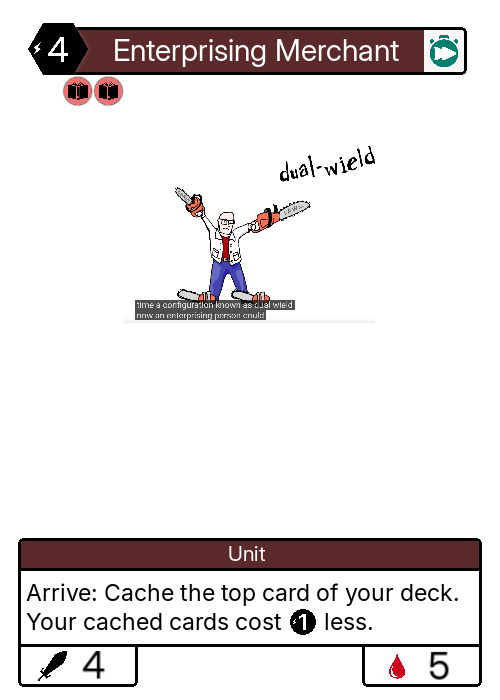 4 Enterprising Merchant
dual-wield
time a configuration known as dual wield
now an enterprising person could
Unit
Arrive: Cache the top card of your deck.
Your cached cards cost 1 less.
4
5